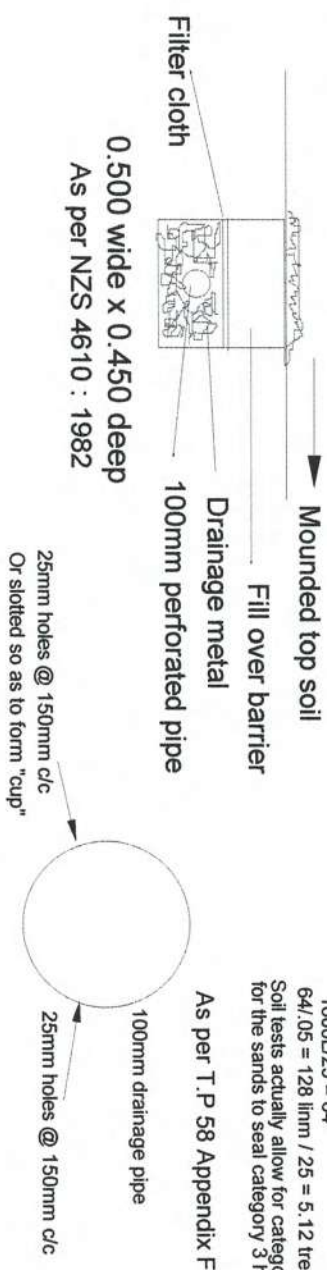 Mounded top soil
Fill over barrier
Drainage metal
100mm perforated pipe
Filter cloth
0.500 wide x 0.450 deep
As per NZS 4610 : 1982
64/.05 = 128 linm / 25 = 5.12 tre
Soil tests actually allow for catego
for the sands to seal category 3 h
As per T.P 58 Appendix F
100mm drainage pipe
25mm holes @ 150mm c/c
25mm holes @ 150mm c/c
Or slotted so as to form "cup"